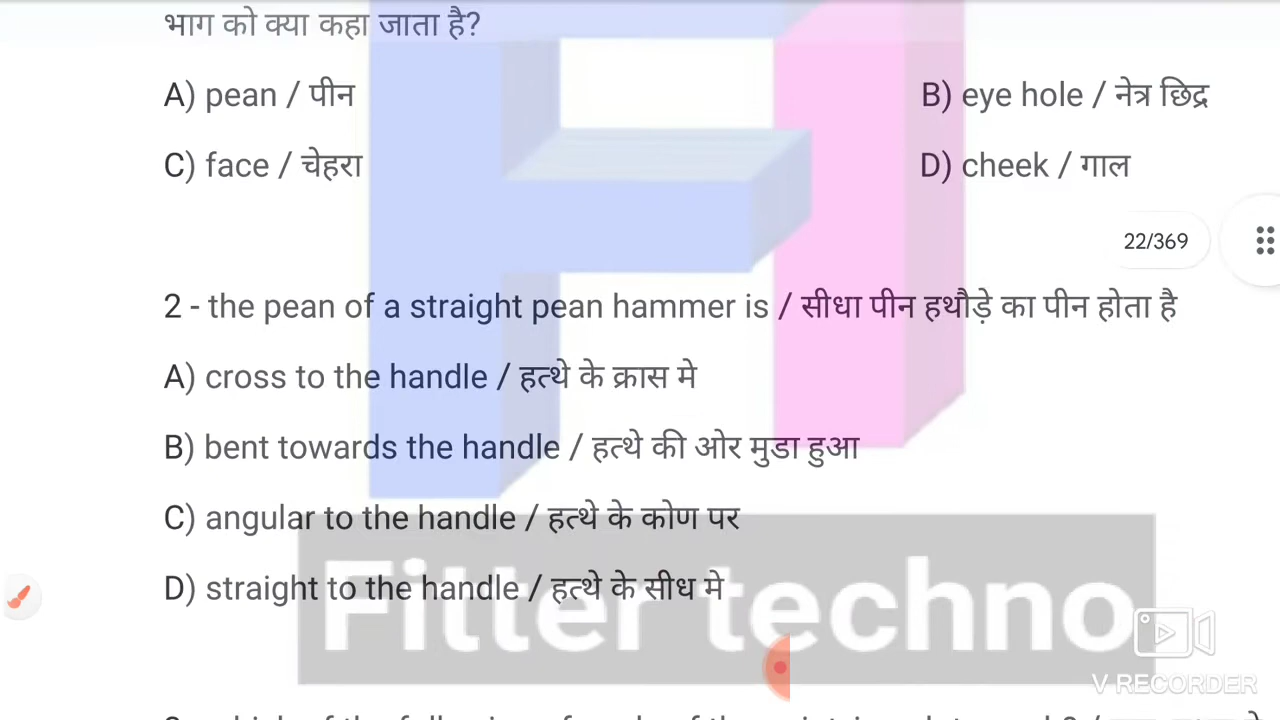 भाग को क्या कहा जाता है?
A) pean / पीन
B) eye hole / नेत्र छिद्र
C) face / चेहरा
D) cheek / गाल
22/369
2 - the pean of a straight pean hammer is / सीधा पीन हथौड़े का पीन होता है
A) cross to the handle / हत्थे के क्रास मे
B) bent towards the handle / हत्थे की ओर मुडा हुआ
C) angular to the handle / हत्थे के कोण पर
D) straight to the handle / हत्थे के सीध मे
Fitter techno
V RECORDER